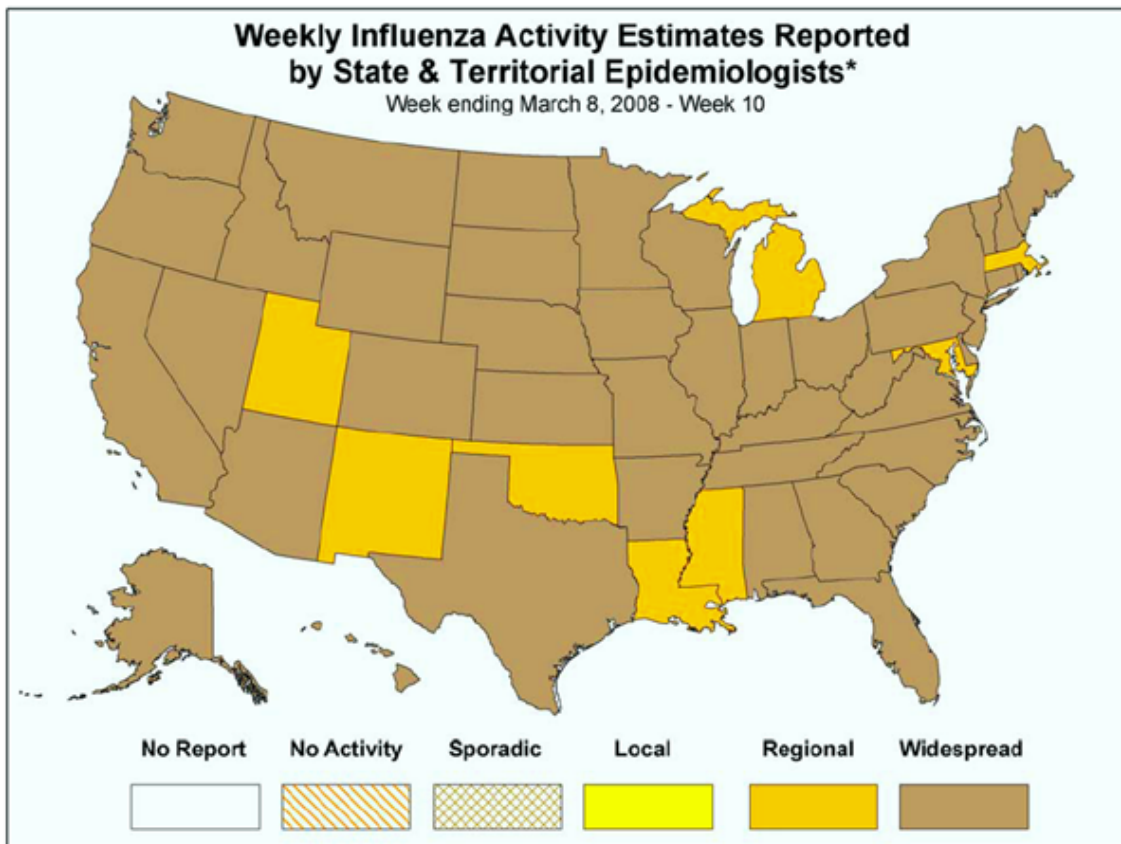 Weekly Influenza Activity Estimates Reported
by State & Territorial Epidemiologists*
Week ending March 8, 2008 - Week 10
No Report No Activity Sporadic Local Regional Widespread